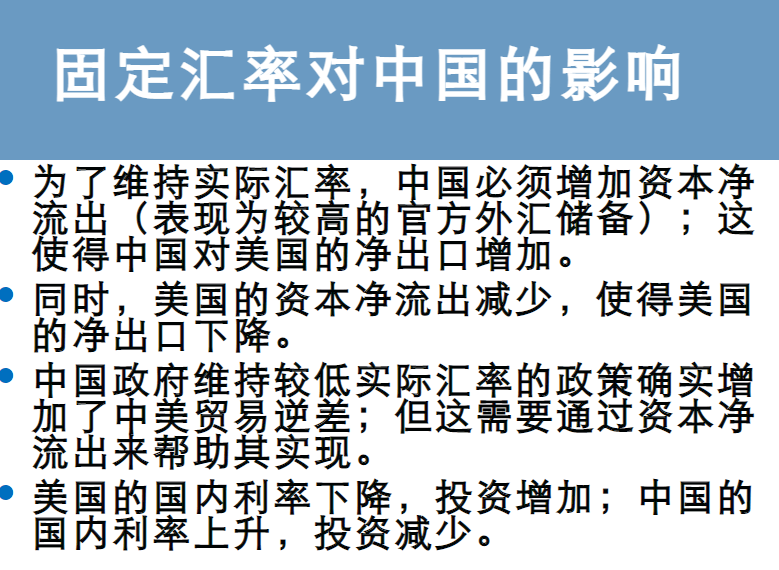 固定汇率对中国的影响
为了维持实际汇率，中国必须增加资本净
流出（表现为较高的官方外汇储备）；这
使得中国对美国的净出口增加。
同时，美国的资本净流出减少，使得美国
的净出口下降。
中国政府维持较低实际汇率的政策确实增
加了中美贸易逆差；但这需要通过资本净
流出来帮助其实现。
美国的国内利率下降，投资增加；中国的
国内利率上升，投资减少。